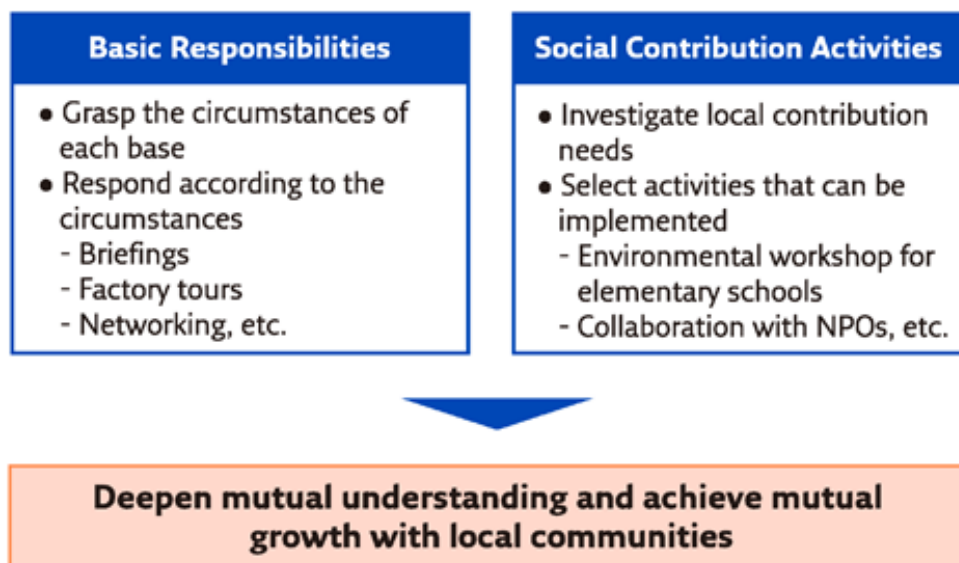 Basic Responsibilities
● Grasp the circumstances of
each base
● Respond according to the
circumstances
- Briefings
- Factory tours
- Networking, etc.
Social Contribution Activities
● Investigate local contribution
needs
● Select activities that can be
implemented
- Environmental workshop for
elementary schools
- Collaboration with NPOs, etc.
Deepen mutual understanding and achieve mutual
growth with local communities